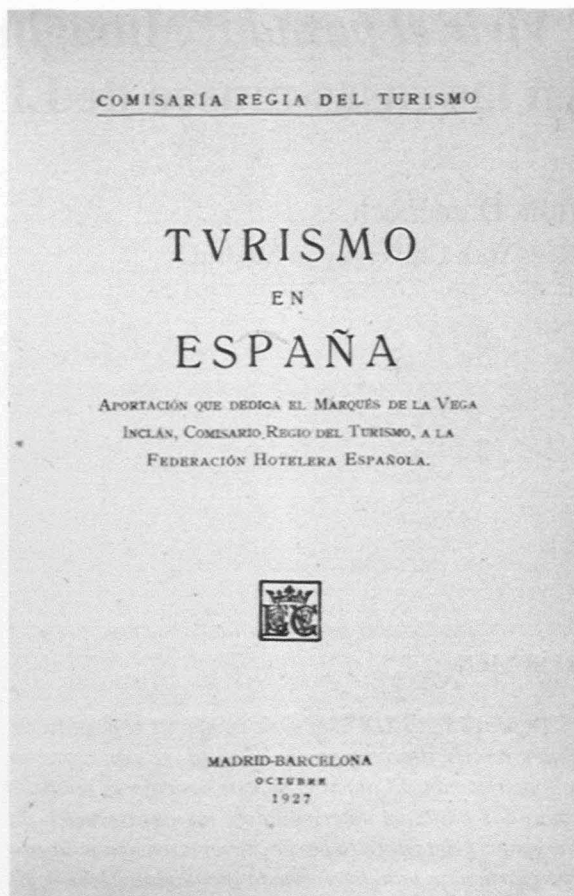 COMISARÍA REGIA DEL TURISMO
TVRISMO
EN
ESPAÑA
APORTACIÓN QUE DEDICA EL MARQUÉS DE LA VEGA
INCLÁN, COMISARIO REGIO DEL TURISMO, A LA
FEDERACIÓN HOTELERA ESPAÑOLA.
MADRID-BARCELONA
OCTUBRE
1927